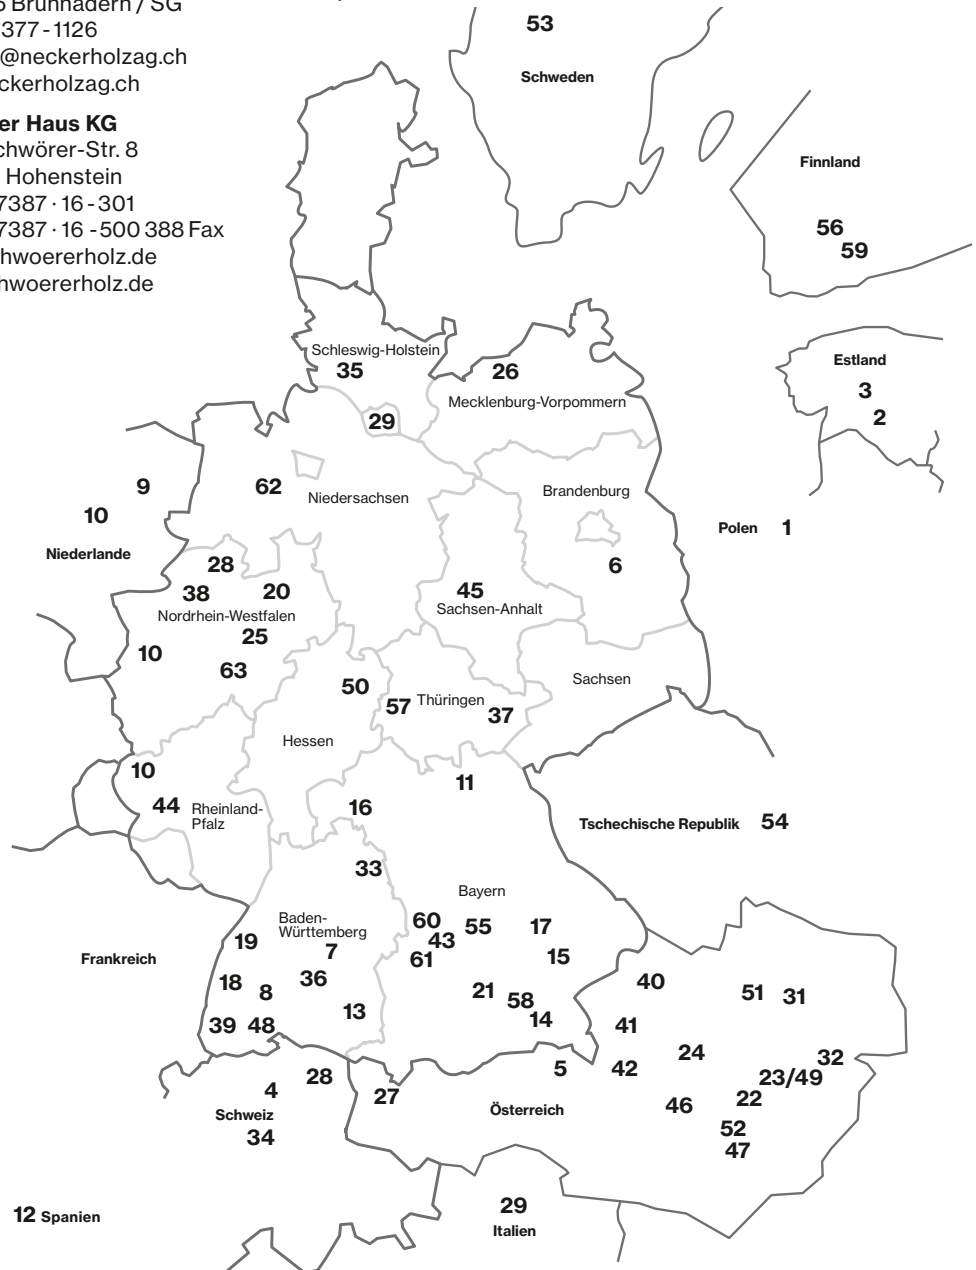 Brunnadern / SG
377 - 1126
@neckerholzag.ch
ckerholzag.ch
er Haus KG
chwörer-Str. 8
Hohenstein
7387 · 16 - 301
7387 · 16 - 500 388 Fax
hwoererholz.de
hwoererholz.de
53
Schweden
Finnland
56
59
Schleswig-Holstein
35
26
Mecklenburg-Vorpommern
29
Estland
3
2
9
10
Niederlande
62
Niedersachsen
Brandenburg
6
Polen 1
28
38
20
Nordrhein-Westfalen
25
10
63
45
Sachsen-Anhalt
50
57
Thüringen
37
Sachsen
Hessen
10
44
Rheinland-
Pfalz
11
16
Tschechische Republik 54
33
Bayern
Baden-
Württemberg
7
60
55
17
43
61
15
19
Frankreich
18
8
36
13
39
48
21
58
14
40
51
31
41
24
32
42
23/49
22
46
52
47
5
Österreich
28
27
4
Schweiz
34
12 Spanien
29
Italien